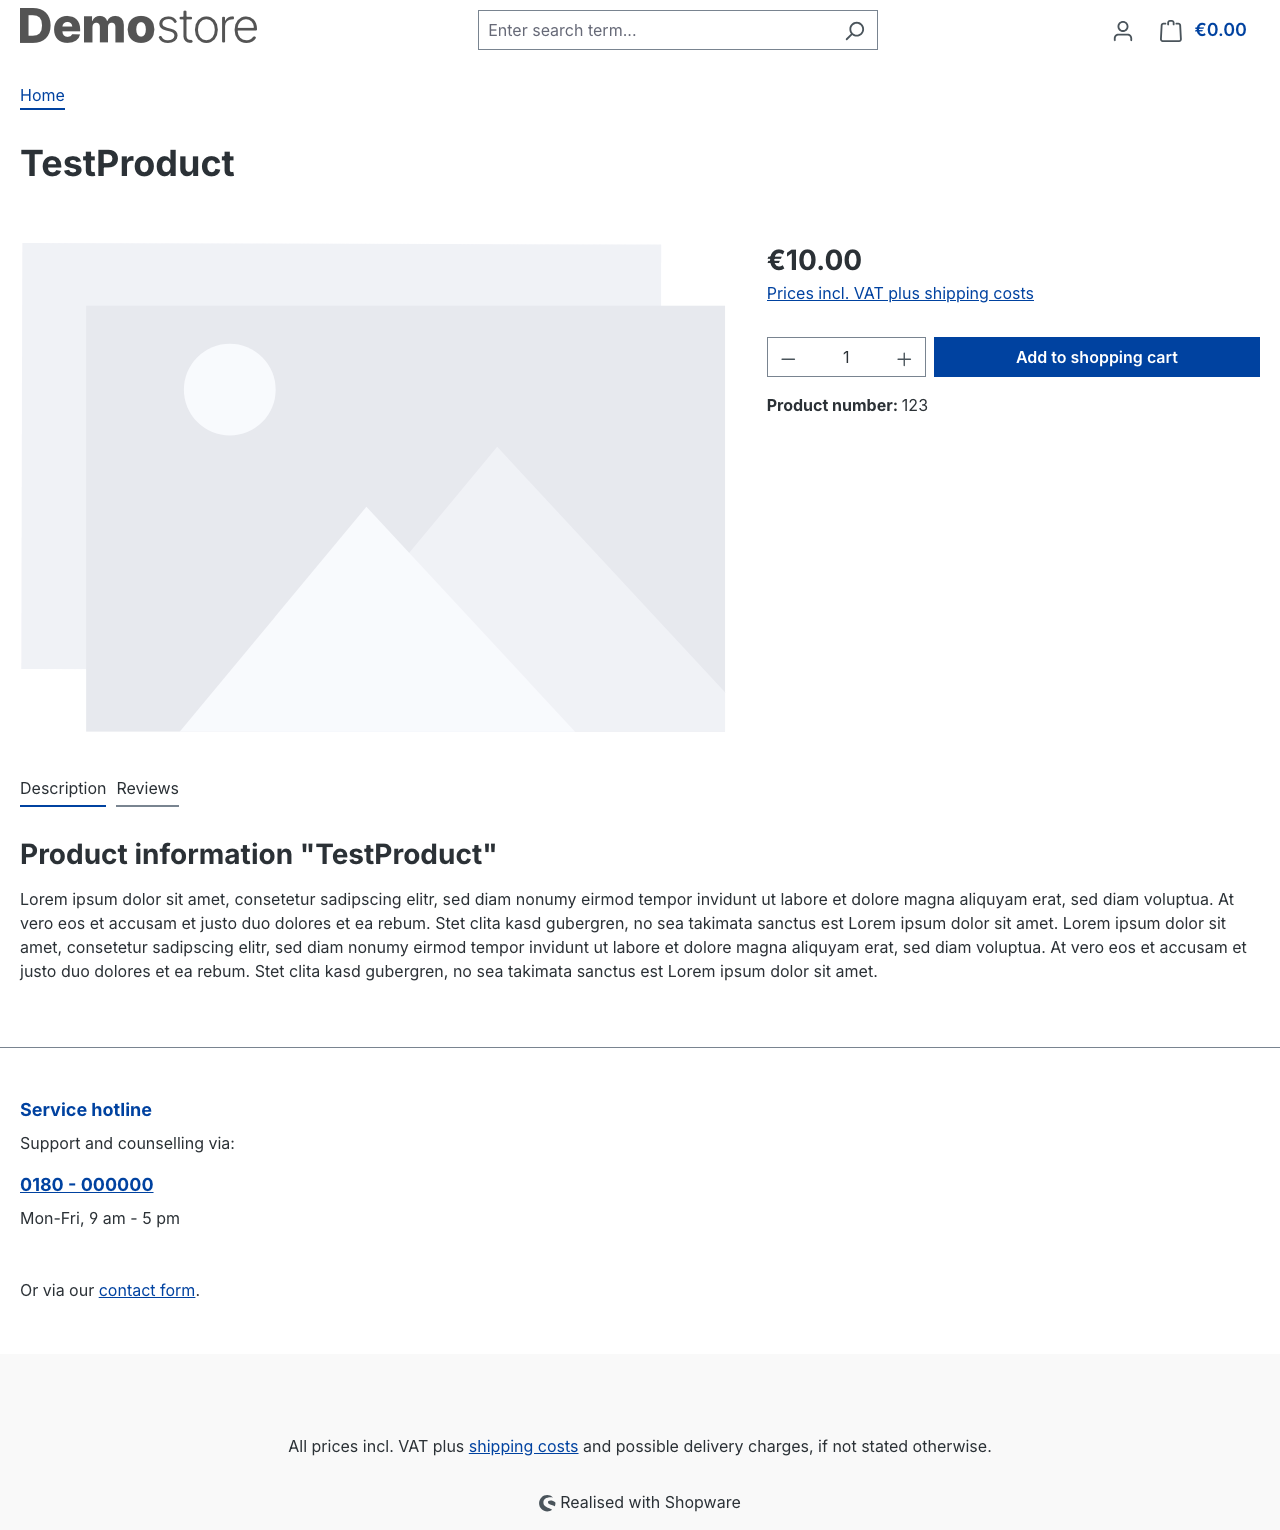 Demostore
Enter search term...
€0.00
Home
TestProduct
€10.00
Prices incl. VAT plus shipping costs
1
Add to shopping cart
Product number: 123
Description
Reviews
Product information "TestProduct"
Lorem ipsum dolor sit amet, consetetur sadipscing elitr, sed diam nonumy eirmod tempor invidunt ut labore et dolore magna aliquyam erat, sed diam voluptua. At
vero eos et accusam et justo duo dolores et ea rebum. Stet clita kasd gubergren, no sea takimata sanctus est Lorem ipsum dolor sit amet. Lorem ipsum dolor sit
amet, consetetur sadipscing elitr, sed diam nonumy eirmod tempor invidunt ut labore et dolore magna aliquyam erat, sed diam voluptua. At vero eos et accusam et
justo duo dolores et ea rebum. Stet clita kasd gubergren, no sea takimata sanctus est Lorem ipsum dolor sit amet.
Service hotline
Support and counselling via:
0180 - 000000
Mon-Fri, 9 am - 5 pm
Or via our contact form.
All prices incl. VAT plus shipping costs and possible delivery charges, if not stated otherwise.
Realised with Shopware